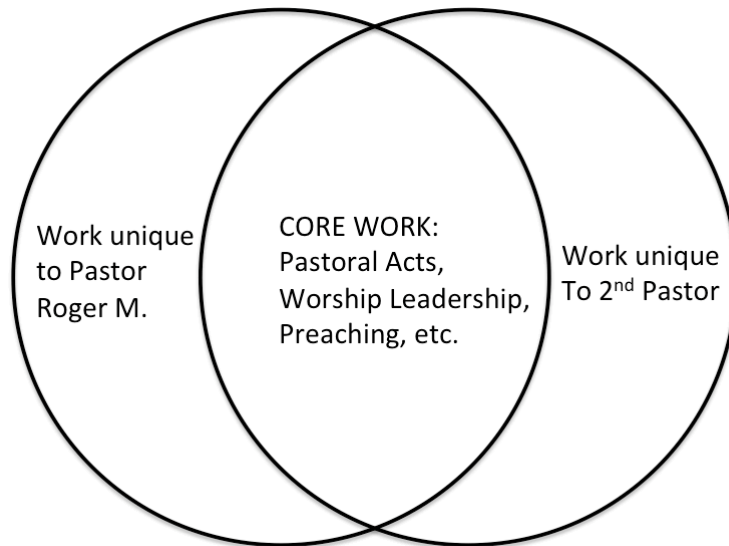 Work unique
to Pastor
Roger M.
CORE WORK:
Pastoral Acts,
Worship Leadership,
Preaching, etc.
Work unique
To 2nd Pastor